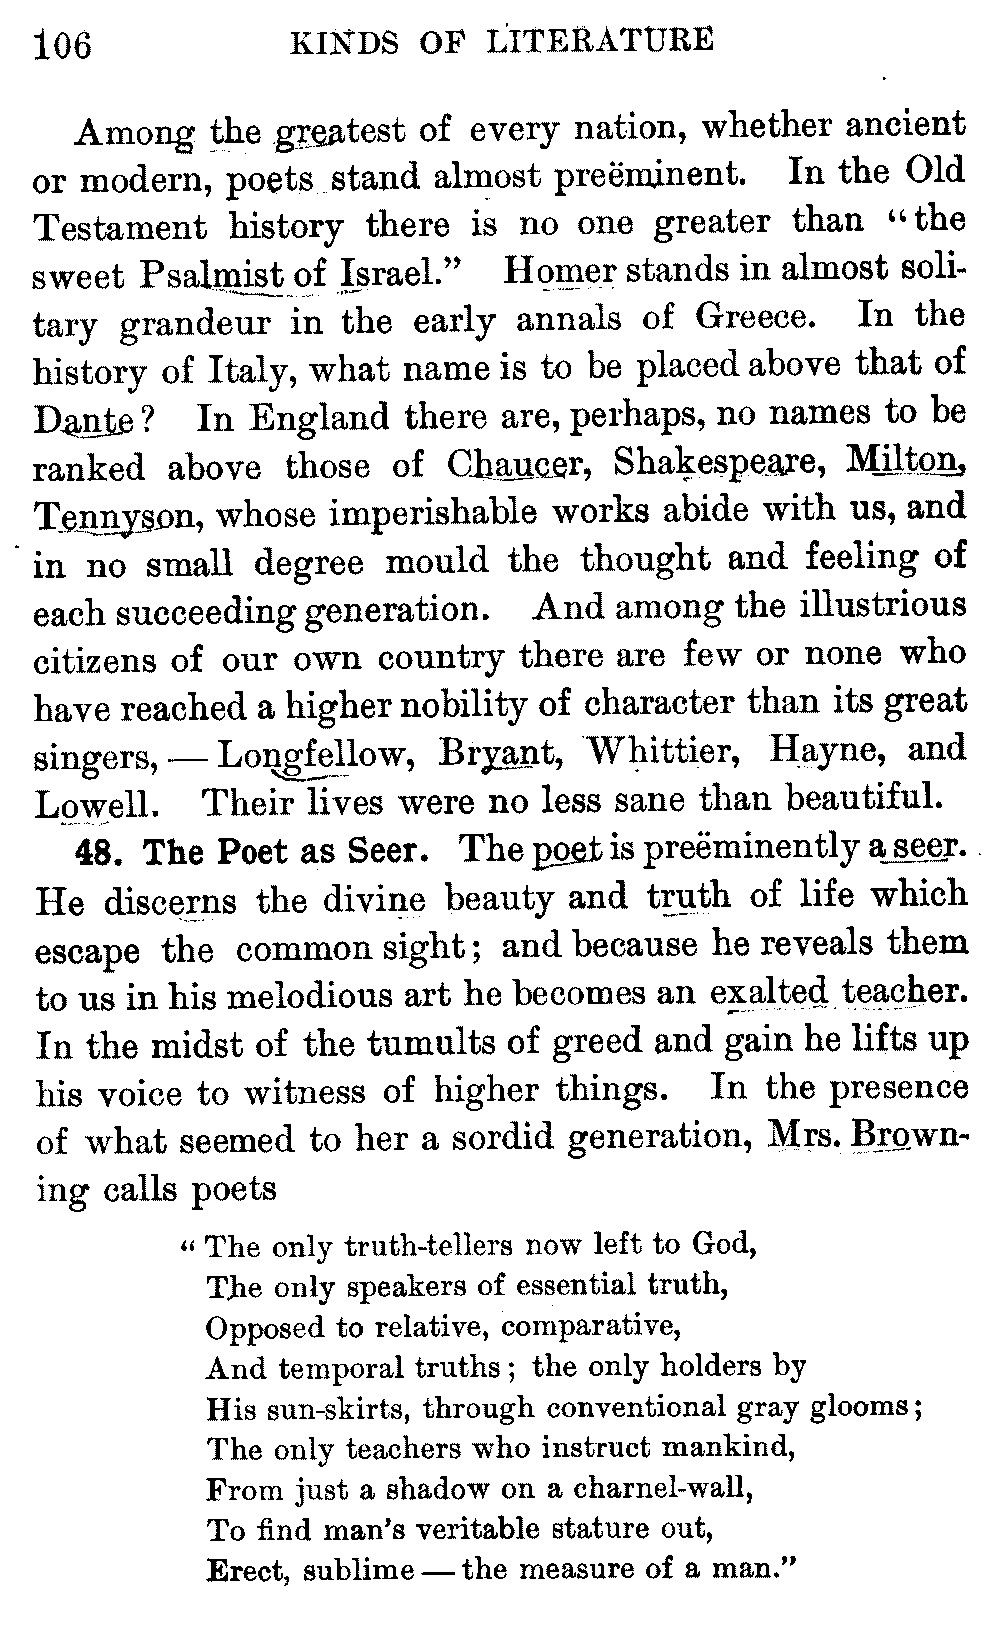 106 KINDS OF LITERATURE
Among the greatest of every nation, whether ancient
or modern, poets stand almost preëminent. In the Old
Testament history there is no one greater than “the
sweet Psalmist of Israel.” Homer stands in almost soli-
tary grandeur in the early annals of Greece. In the
history of Italy, what name is to be placed above that of
Dante? In England there are, perhaps, no names to be
ranked above those of Chaucer, Shakespeare, Milton,
Tennyson, whose imperishable works abide with us, and
in no small degree mould the thought and feeling of
each succeeding generation. And among the illustrious
citizens of our own country there are few or none who
have reached a higher nobility of character than its great
singers, — Longfellow, Bryant, Whittier, Hayne, and
Lowell. Their lives were no less sane than beautiful.
48. The Poet as Seer. The poet is preëminently a seer.
He discerns the divine beauty and truth of life which
escape the common sight; and because he reveals them
to us in his melodious art he becomes an exalted teacher.
In the midst of the tumults of greed and gain he lifts up
his voice to witness of higher things. In the presence
of what seemed to her a sordid generation, Mrs. Brown-
ing calls poets
“The only truth-tellers now left to God,
The only speakers of essential truth,
Opposed to relative, comparative,
And temporal truths; the only holders by
His sun-skirts, through conventional gray glooms;
The only teachers who instruct mankind,
From just a shadow on a charnel-wall,
To find man's veritable stature out,
Erect, sublime — the measure of a man.”